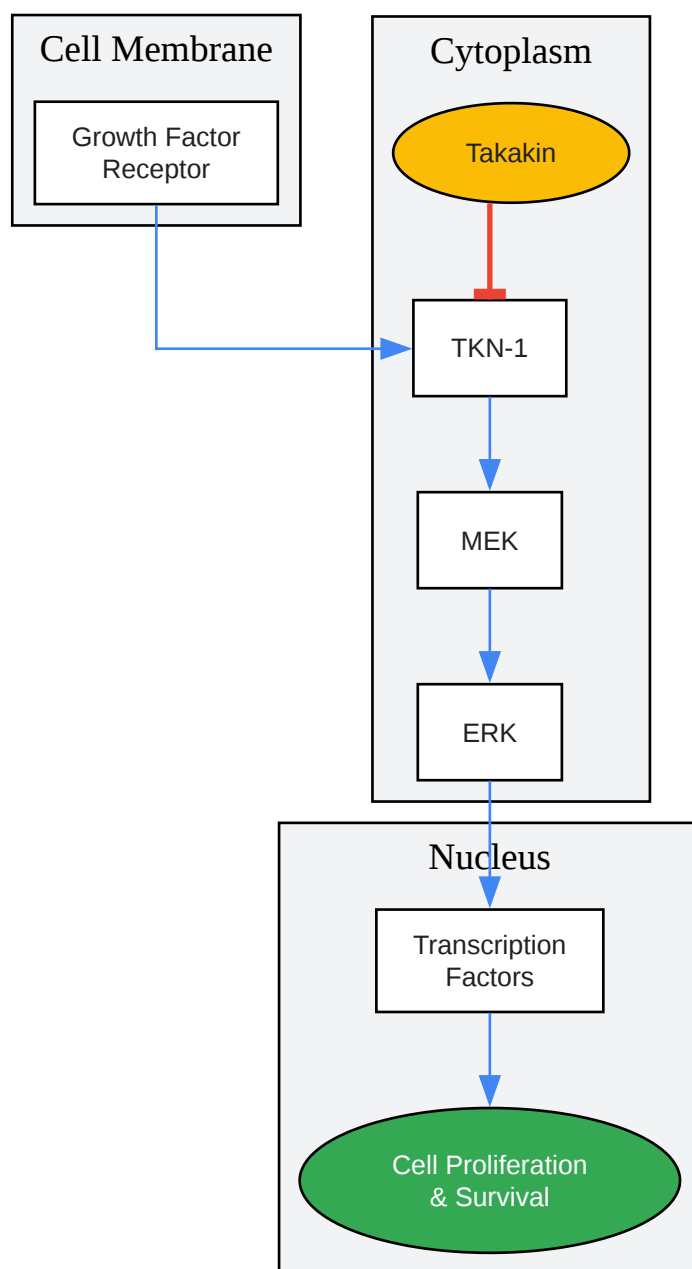 Cell Membrane
Growth Factor
Receptor
Cytoplasm
Takakin
TKN-1
MEK
ERK
Nucleus
Transcription
Factors
Cell Proliferation
& Survival